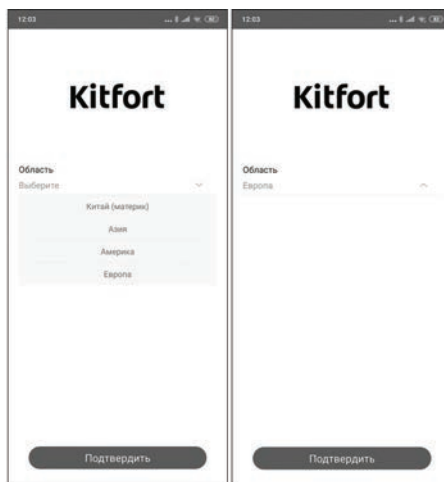 12:03
Kitfort
Область
Выберите
Китай (материк)
Азия
Америка
Европа
Подтвердить
12:03
Kitfort
Область
Европа
Подтвердить